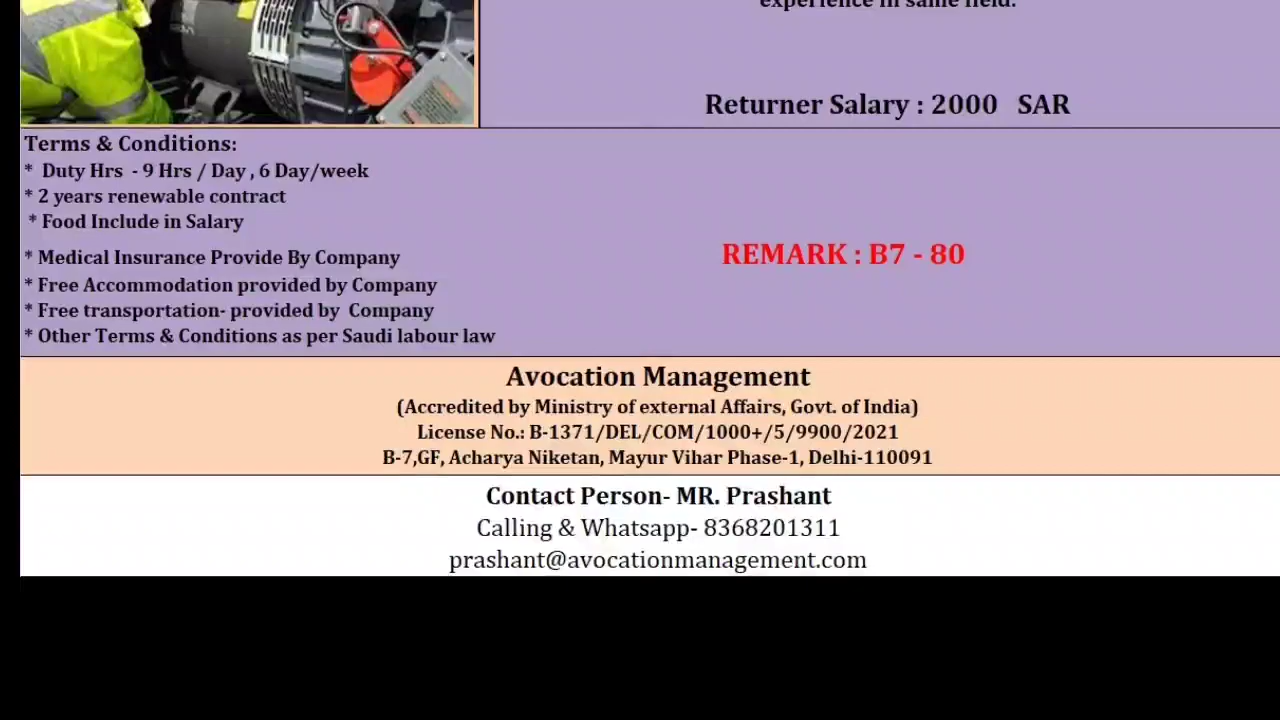 experience in same field.
Returner Salary : 2000 SAR
Terms & Conditions:
* Duty Hrs - 9 Hrs / Day , 6 Day/week
* 2 years renewable contract
* Food Include in Salary
* Medical Insurance Provide By Company
* Free Accommodation provided by Company
* Free transportation- provided by Company
* Other Terms & Conditions as per Saudi labour law
REMARK : B7 - 80
Avocation Management
(Accredited by Ministry of external Affairs, Govt. of India)
License No.: B-1371/DEL/COM/1000+/5/9900/2021
B-7,GF, Acharya Niketan, Mayur Vihar Phase-1, Delhi-110091
Contact Person- MR. Prashant
Calling & Whatsapp- 8368201311
prashant@avocationmanagement.com